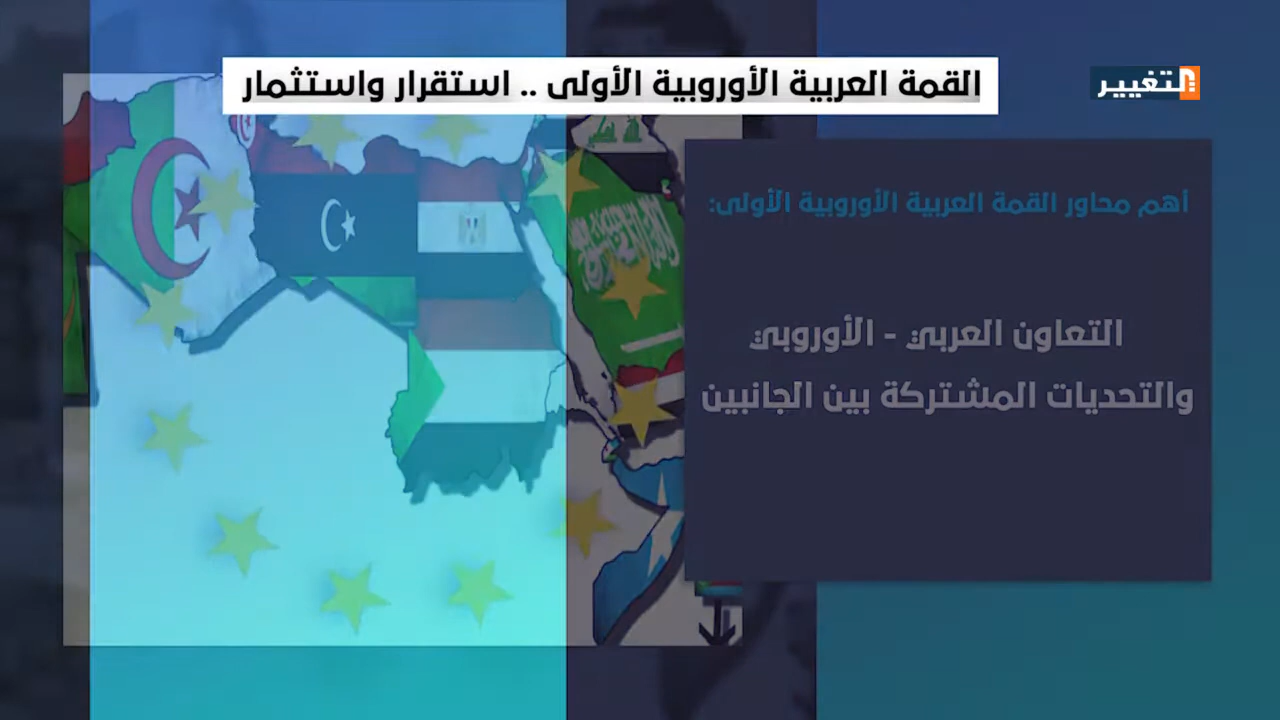 القمة العربية الأوروبية الأولى .. استقرار واستثمار
التغيير
أهم محاور القمة العربية الأوروبية الأولى:
التعاون العربي - الأوروبي
والتحديات المشتركة بين الجانبين